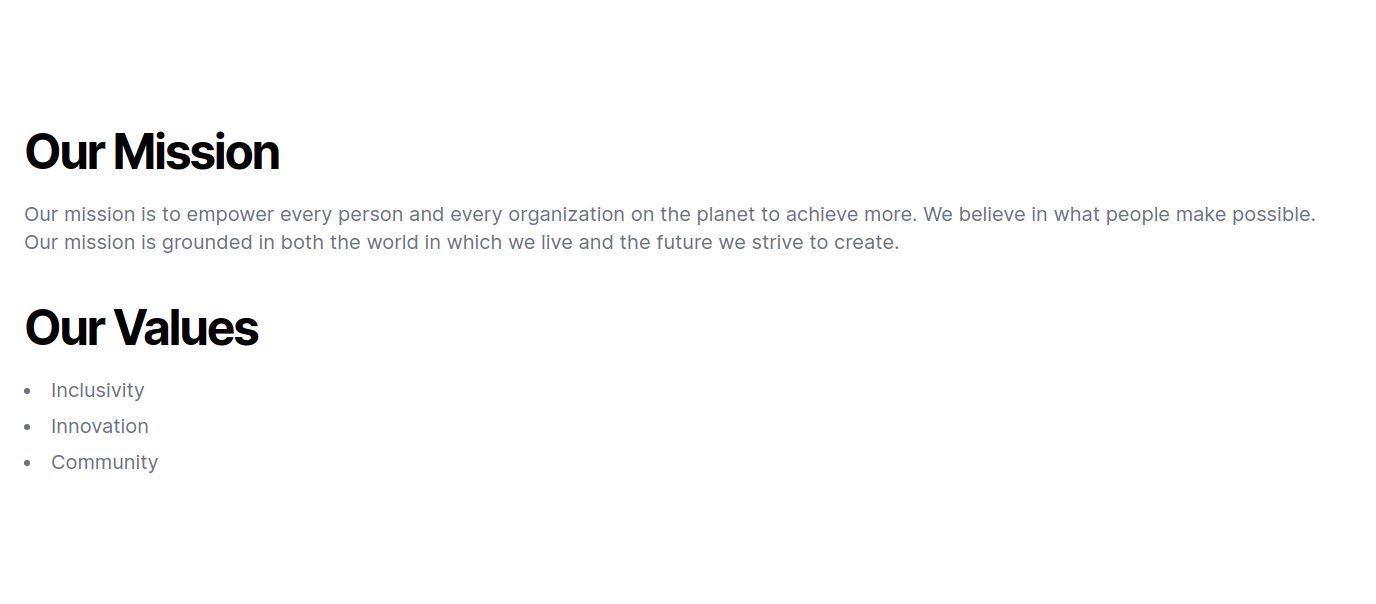 Our Mission
Our mission is to empower every person and every organization on the planet to achieve more. We believe in what people make possible.
Our mission is grounded in both the world in which we live and the future we strive to create.
Our Values
• Inclusivity
• Innovation
• Community